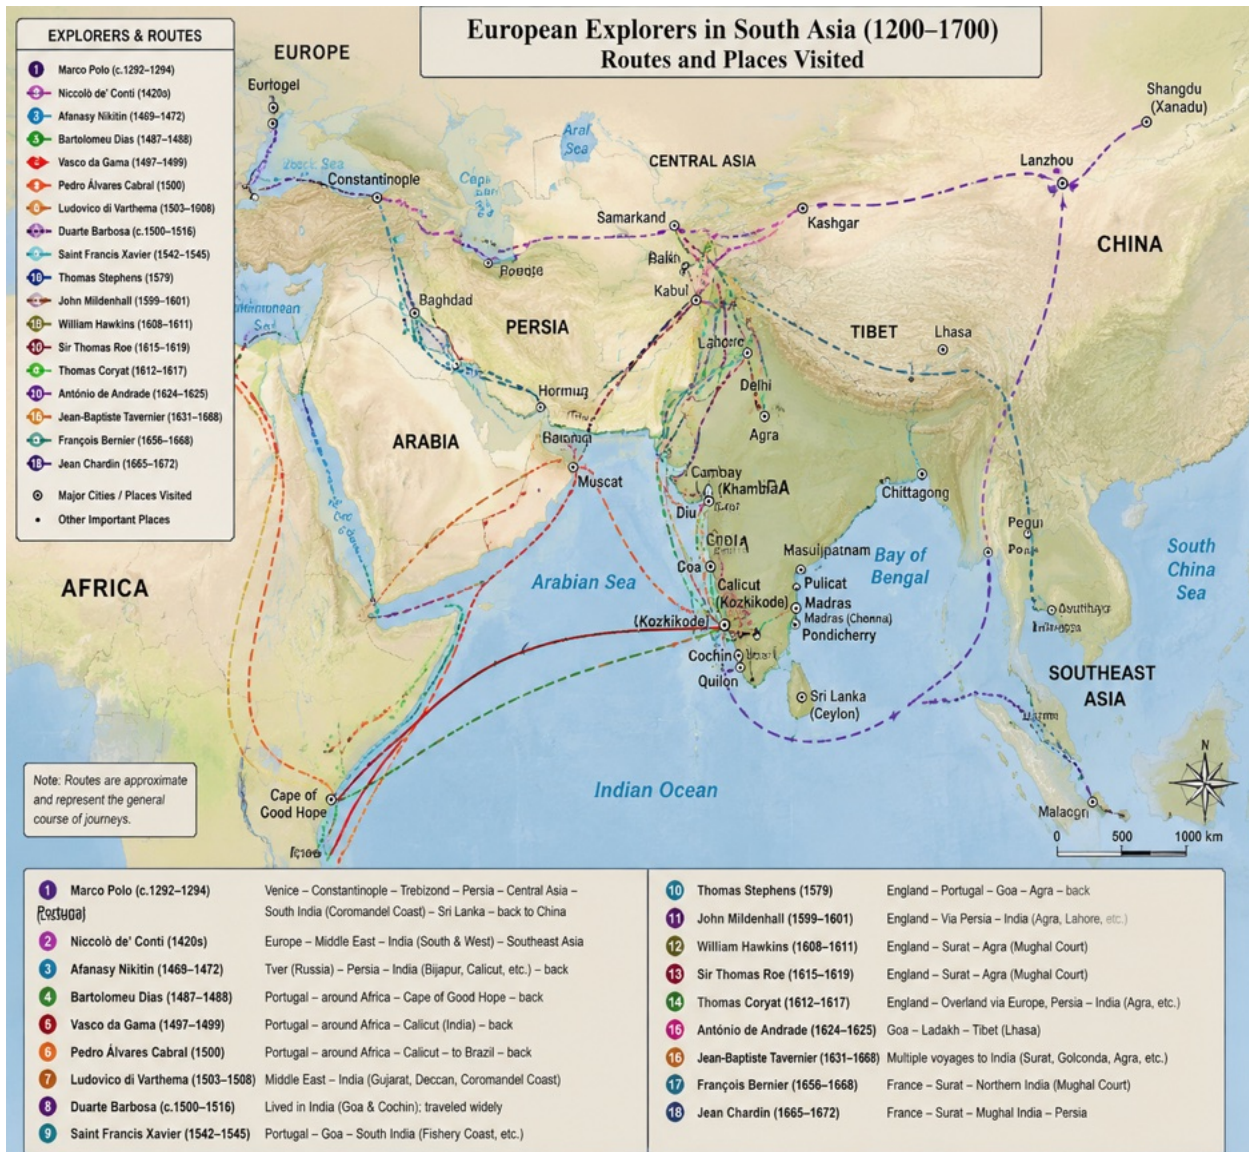 European Explorers in South Asia (1200–1700)
Routes and Places Visited
EXPLORERS & ROUTES
1 Marco Polo (c.1292–1294)
Niccolò de' Conti (1420s)
3 Afanasy Nikitin (1469–1472)
Bartolomeu Dias (1487–1488)
Vasco da Gama (1497–1499)
Pedro Álvares Cabral (1500)
Ludovico di Varthema (1503–1608)
Duarte Barbosa (c.1500–1516)
Saint Francis Xavier (1542–1545)
10 Thomas Stephens (1579)
John Mildenhall (1599–1601)
William Hawkins (1608–1611)
Sir Thomas Roe (1615–1619)
Thomas Coryat (1612–1617)
António de Andrade (1624–1625)
Jean-Baptiste Tavernier (1631–1668)
François Bernier (1656–1668)
18 Jean Chardin (1665–1672)
Major Cities / Places Visited
Other Important Places
EUROPE
Constantinople
Aral
Sea
CENTRAL ASIA
Samarkand
Kashgar
Lanzhou
Shangdu
(Xanadu)
CHINA
Kabul
Baghdad
PERSIA
TIBET
Lhasa
Delhi
Agra
ARABIA
Muscat
Diu
Chittagong
AFRICA
Arabian Sea
Goa
Calicut
(Kozkikode)
(Kozkikode)
Cochin
Quilon
Masulipatnam
Pulicat
Madras
Pondicherry
Bay of
Bengal
South
China
Sea
SOUTHEAST
ASIA
Sri Lanka
(Ceylon)
Indian Ocean
Cape of
Good Hope
Note: Routes are approximate
and represent the general
course of journeys.
N
0 500 1000 km
1 Marco Polo (c.1292–1294) Venice – Constantinople – Trebizond – Persia – Central Asia –
South India (Coromandel Coast) – Sri Lanka – back to China
2 Niccolò de' Conti (1420s) Europe – Middle East – India (South & West) – Southeast Asia
3 Afanasy Nikitin (1469–1472) Tver (Russia) – Persia – India (Bijapur, Calicut, etc.) – back
4 Bartolomeu Dias (1487–1488) Portugal – around Africa – Cape of Good Hope – back
5 Vasco da Gama (1497–1499) Portugal – around Africa – Calicut (India) – back
6 Pedro Álvares Cabral (1500) Portugal – around Africa – Calicut – to Brazil – back
7 Ludovico di Varthema (1503–1508) Middle East – India (Gujarat, Deccan, Coromandel Coast)
8 Duarte Barbosa (c.1500–1516) Lived in India (Goa & Cochin); traveled widely
9 Saint Francis Xavier (1542–1545) Portugal – Goa – South India (Fishery Coast, etc.)
10 Thomas Stephens (1579) England – Portugal – Goa – Agra – back
11 John Mildenhall (1599–1601) England – Via Persia – India (Agra, Lahore, etc.)
12 William Hawkins (1608–1611) England – Surat – Agra (Mughal Court)
13 Sir Thomas Roe (1615–1619) England – Surat – Agra (Mughal Court)
14 Thomas Coryat (1612–1617) England – Overland via Europe, Persia – India (Agra, etc.)
16 António de Andrade (1624–1625) Goa – Ladakh – Tibet (Lhasa)
16 Jean-Baptiste Tavernier (1631–1668) Multiple voyages to India (Surat, Golconda, Agra, etc.)
17 François Bernier (1656–1668) France – Surat – Northern India (Mughal Court)
18 Jean Chardin (1665–1672) France – Surat – Mughal India – Persia